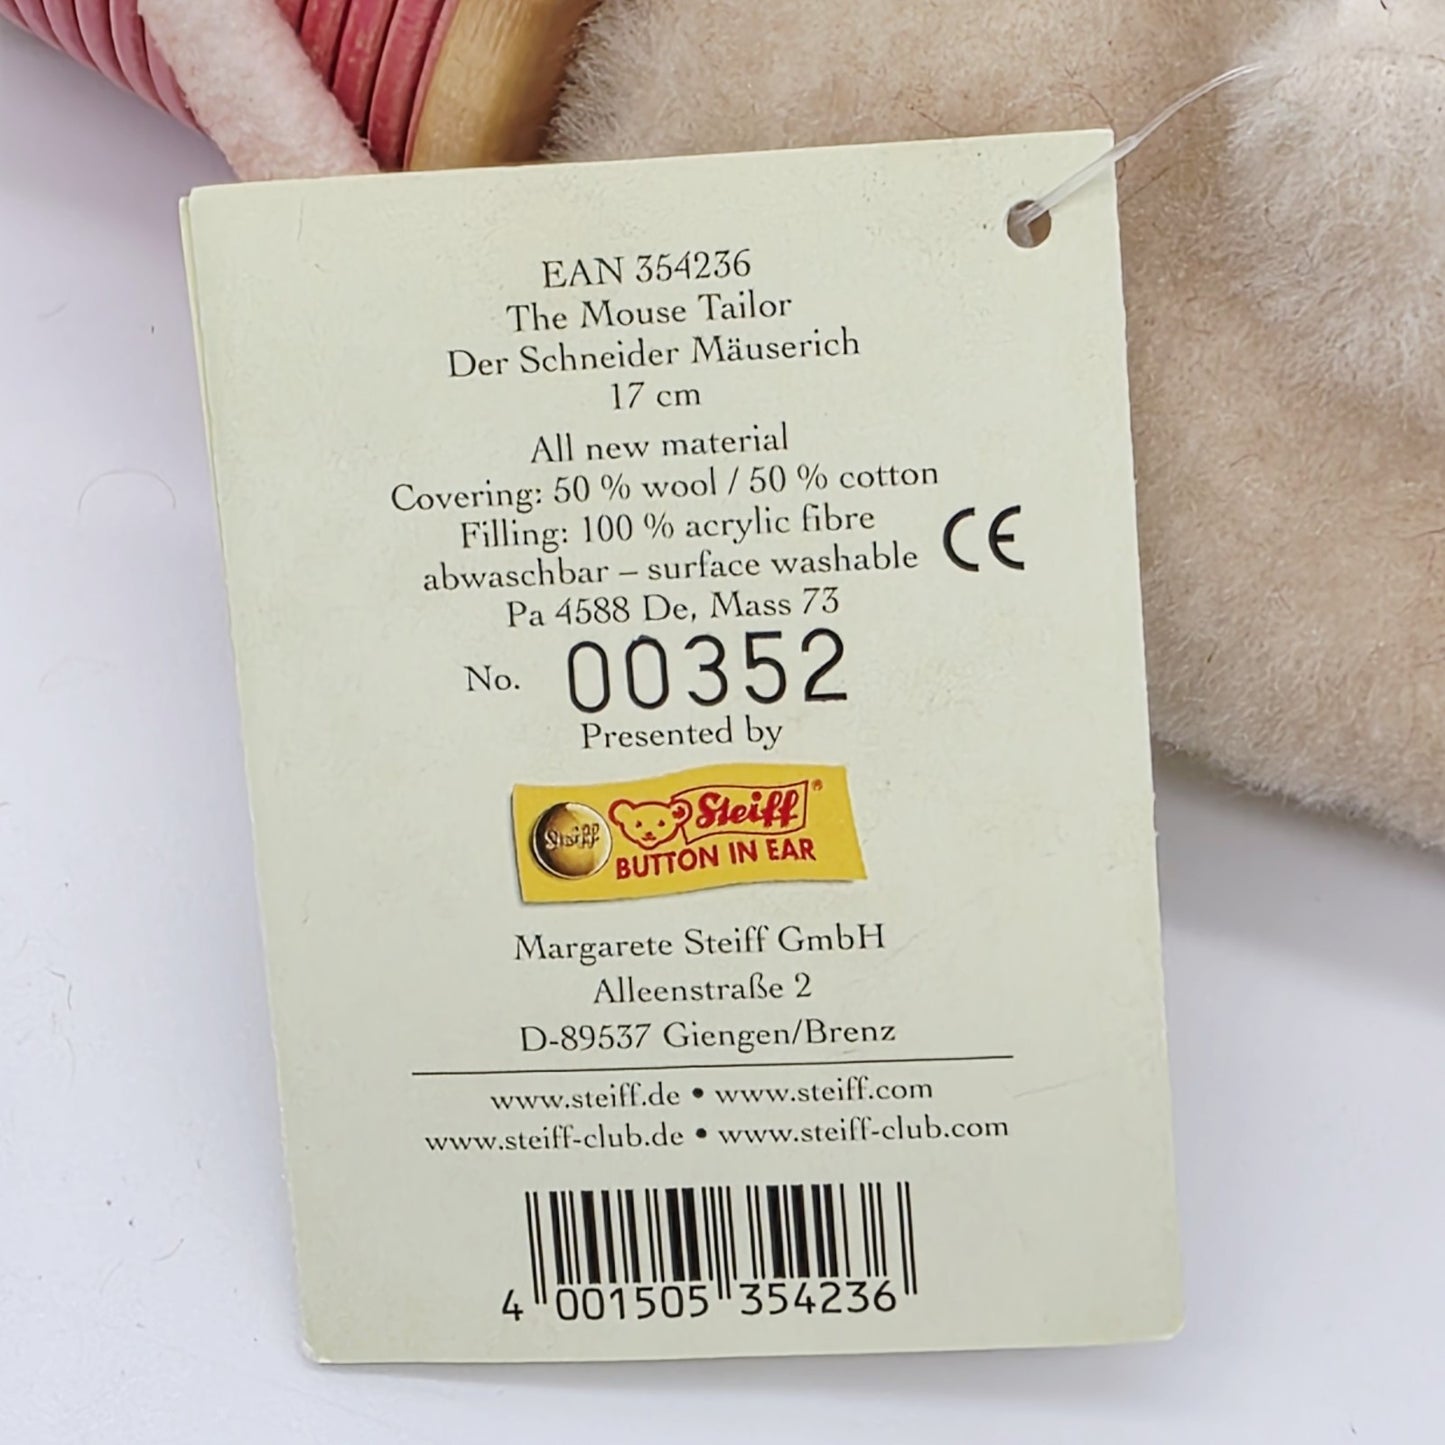 EAN 354236
The Mouse Tailor
Der Schneider Mäuserich
17 cm
All new material
Covering: 50 % wool / 50 % cotton
Filling: 100 % acrylic fibre
abwaschbar – surface washable
CE
Pa 4588 De, Mass 73
No. 00352
Presented by
Steiff
Steiff®
BUTTON IN EAR
Margarete Steiff GmbH
Alleenstraße 2
D-89537 Giengen/Brenz
www.steiff.de • www.steiff.com
www.steiff-club.de • www.steiff-club.com
4 001505 354236